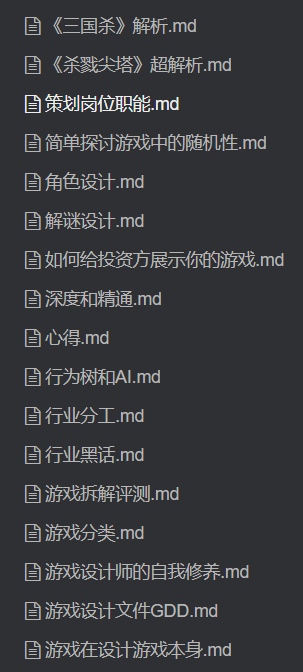 《三国杀》解析.md
《杀戮尖塔》超解析.md
策划岗位职能.md
简单探讨游戏中的随机性.md
角色设计.md
解谜设计.md
如何给投资方展示你的游戏.md
深度和精通.md
心得.md
行为树和AI.md
行业分工.md
行业黑话.md
游戏拆解评测.md
游戏分类.md
游戏设计师的自我修养.md
游戏设计文件GDD.md
游戏在设计游戏本身.md